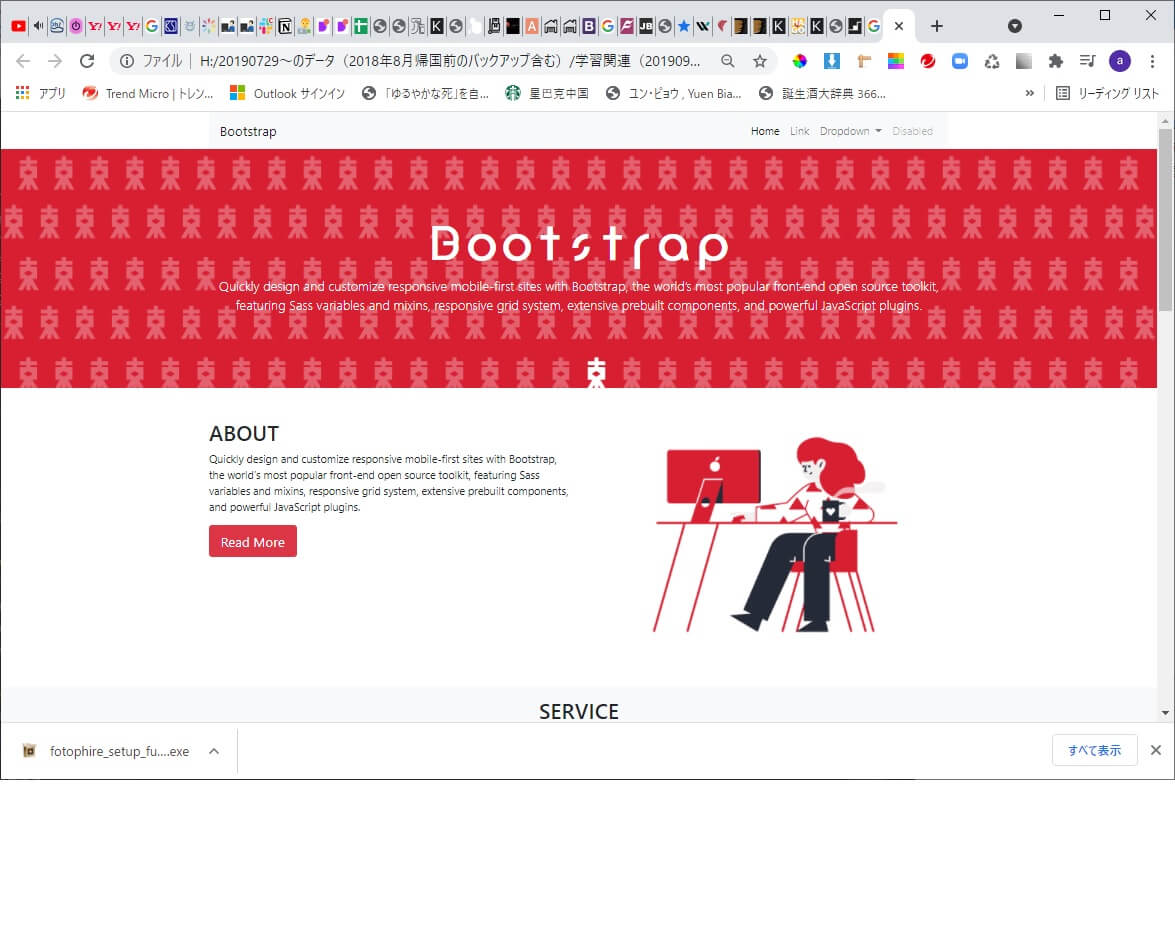 ファイル
H:/20190729～のデータ（2018年8月帰国前のバックアップ含む）/学習関連（201909...
a
アプリ
Trend Micro | トレン...
Outlook サインイン
「ゆるやかな死」を自...
星巴克中国
ユン・ピョウ , Yuen Bia...
誕生酒大辞典 366...
»
リーディング リスト
Bootstrap
Home Link Dropdown Disabled
Bootstrap
Quickly design and customize responsive mobile-first sites with Bootstrap, the world's most popular front-end open source toolkit,
featuring Sass variables and mixins, responsive grid system, extensive prebuilt components, and powerful JavaScript plugins.
ABOUT
Quickly design and customize responsive mobile-first sites with Bootstrap,
the world's most popular front-end open source toolkit, featuring Sass
variables and mixins, responsive grid system, extensive prebuilt components,
and powerful JavaScript plugins.
Read More
SERVICE
fotophire_setup_fu....exe
すべて表示